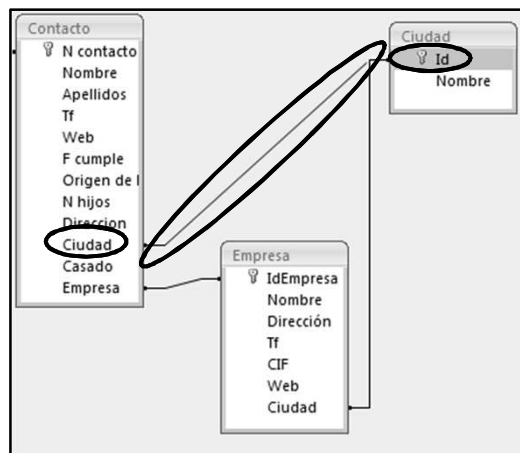 Contacto
N contacto
Nombre
Apellidos
Tf
Web
F cumple
Origen de l
N hijos
Direccion
Ciudad
Casado
Empresa
Ciudad
Id
Nombre
Empresa
IdEmpresa
Nombre
Dirección
Tf
CIF
Web
Ciudad